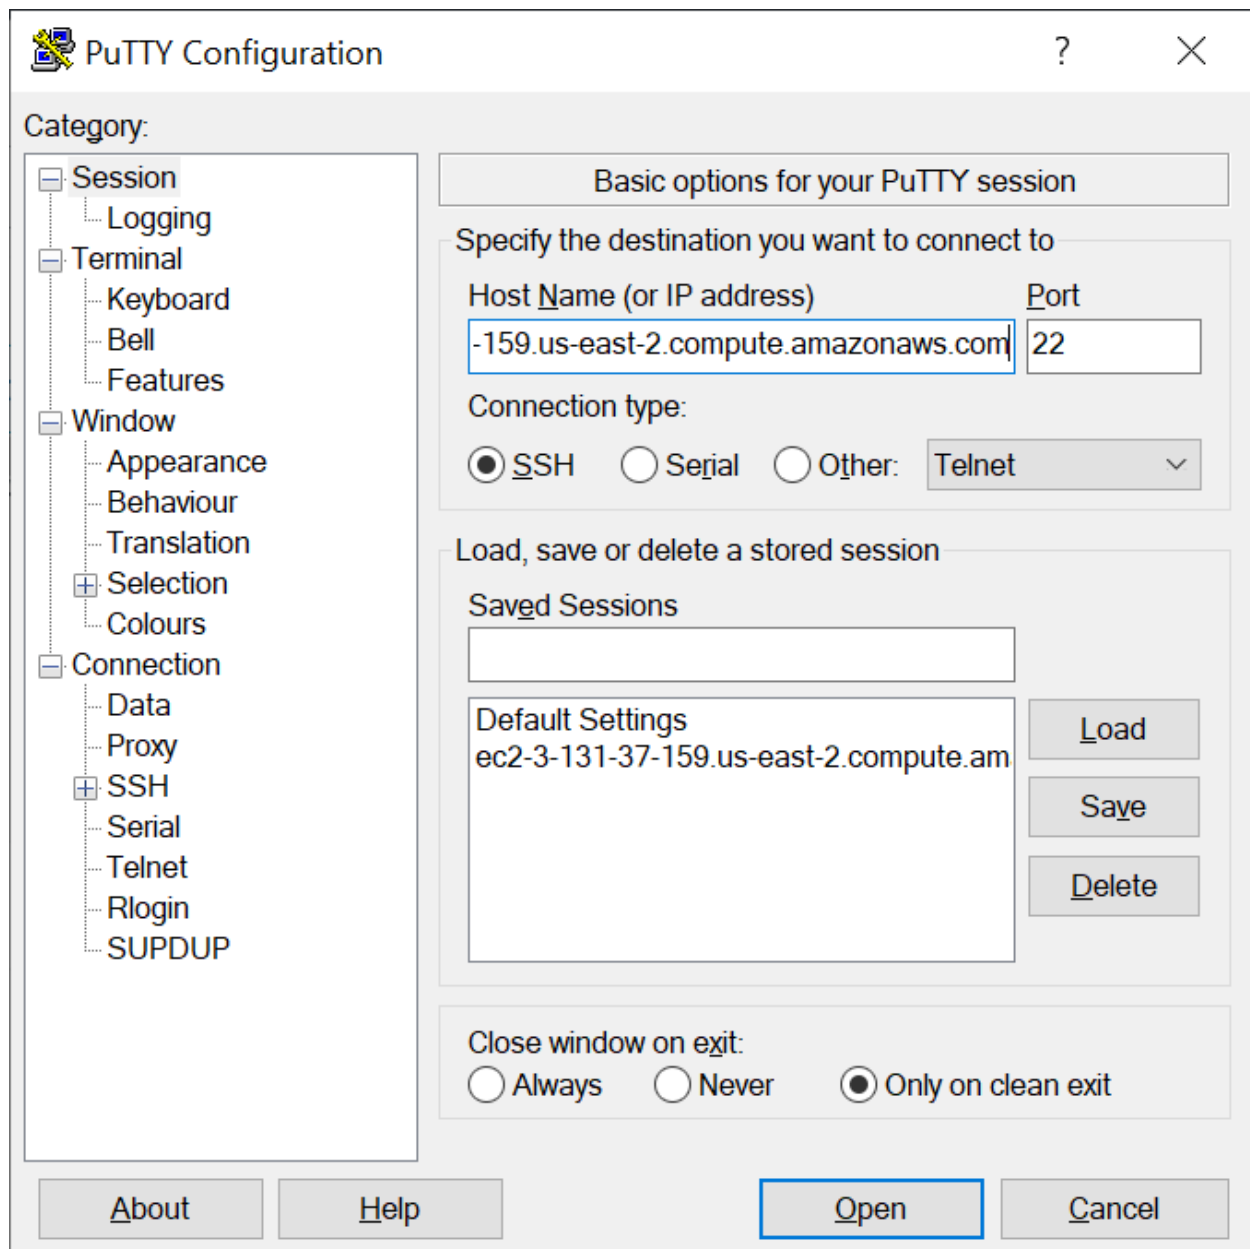 PuTTY Configuration
?
Category:
Session
Logging
Terminal
Keyboard
Bell
Features
Window
Appearance
Behaviour
Translation
Selection
Colours
Connection
Data
Proxy
SSH
Serial
Telnet
Rlogin
SUPDUP
Basic options for your PuTTY session
Specify the destination you want to connect to
Host Name (or IP address) Port
-159.us-east-2.compute.amazonaws.com 22
Connection type:
SSH Serial Other: Telnet
Load, save or delete a stored session
Saved Sessions
Default Settings
ec2-3-131-37-159.us-east-2.compute.am
Load
Save
Delete
Close window on exit:
Always Never Only on clean exit
About Help Open Cancel